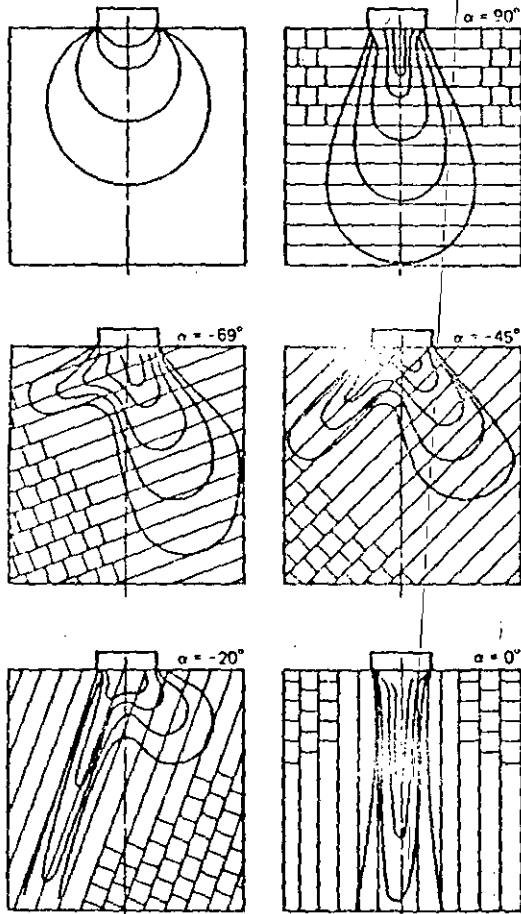 α = 90°
α = -69°
α = -45°
α = -20°
α = 0°